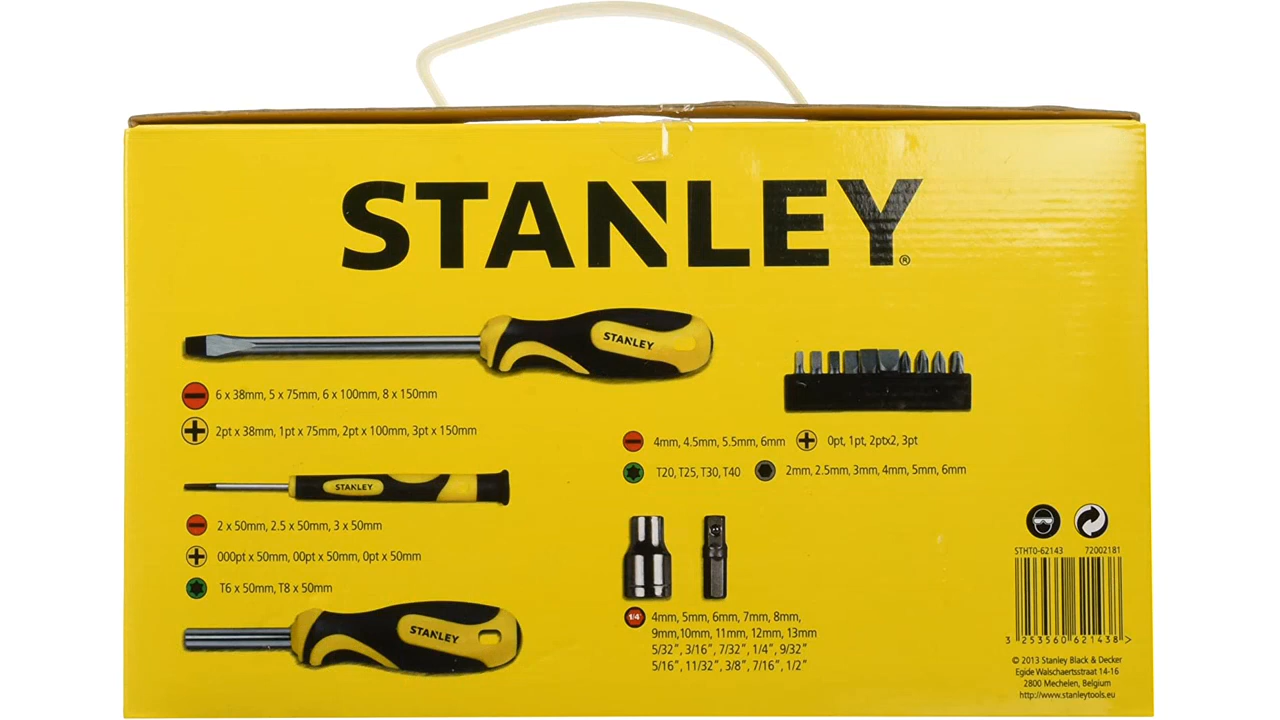 STANLEY®
STANLEY
6 x 38mm, 5 x 75mm, 6 x 100mm, 8 x 150mm
2pt x 38mm, 1pt x 75mm, 2pt x 100mm, 3pt x 150mm
4mm, 4.5mm, 5.5mm, 6mm
0pt, 1pt, 2ptx2, 3pt
T20, T25, T30, T40
2mm, 2.5mm, 3mm, 4mm, 5mm, 6mm
STANLEY
2 x 50mm, 2.5 x 50mm, 3 x 50mm
000pt x 50mm, 00pt x 50mm, 0pt x 50mm
T6 x 50mm, T8 x 50mm
STANLEY
1/4"
4mm, 5mm, 6mm, 7mm, 8mm,
9mm,10mm, 11mm, 12mm, 13mm
5/32", 3/16", 7/32", 1/4", 9/32"
5/16", 11/32", 3/8", 7/16", 1/2"
STHT0-62143 72002181
3 253560 621438 >
© 2013 Stanley Black & Decker
Egide Walschaertsstraat 14-16
2800 Mechelen, Belgium
http://www.stanleytools.eu